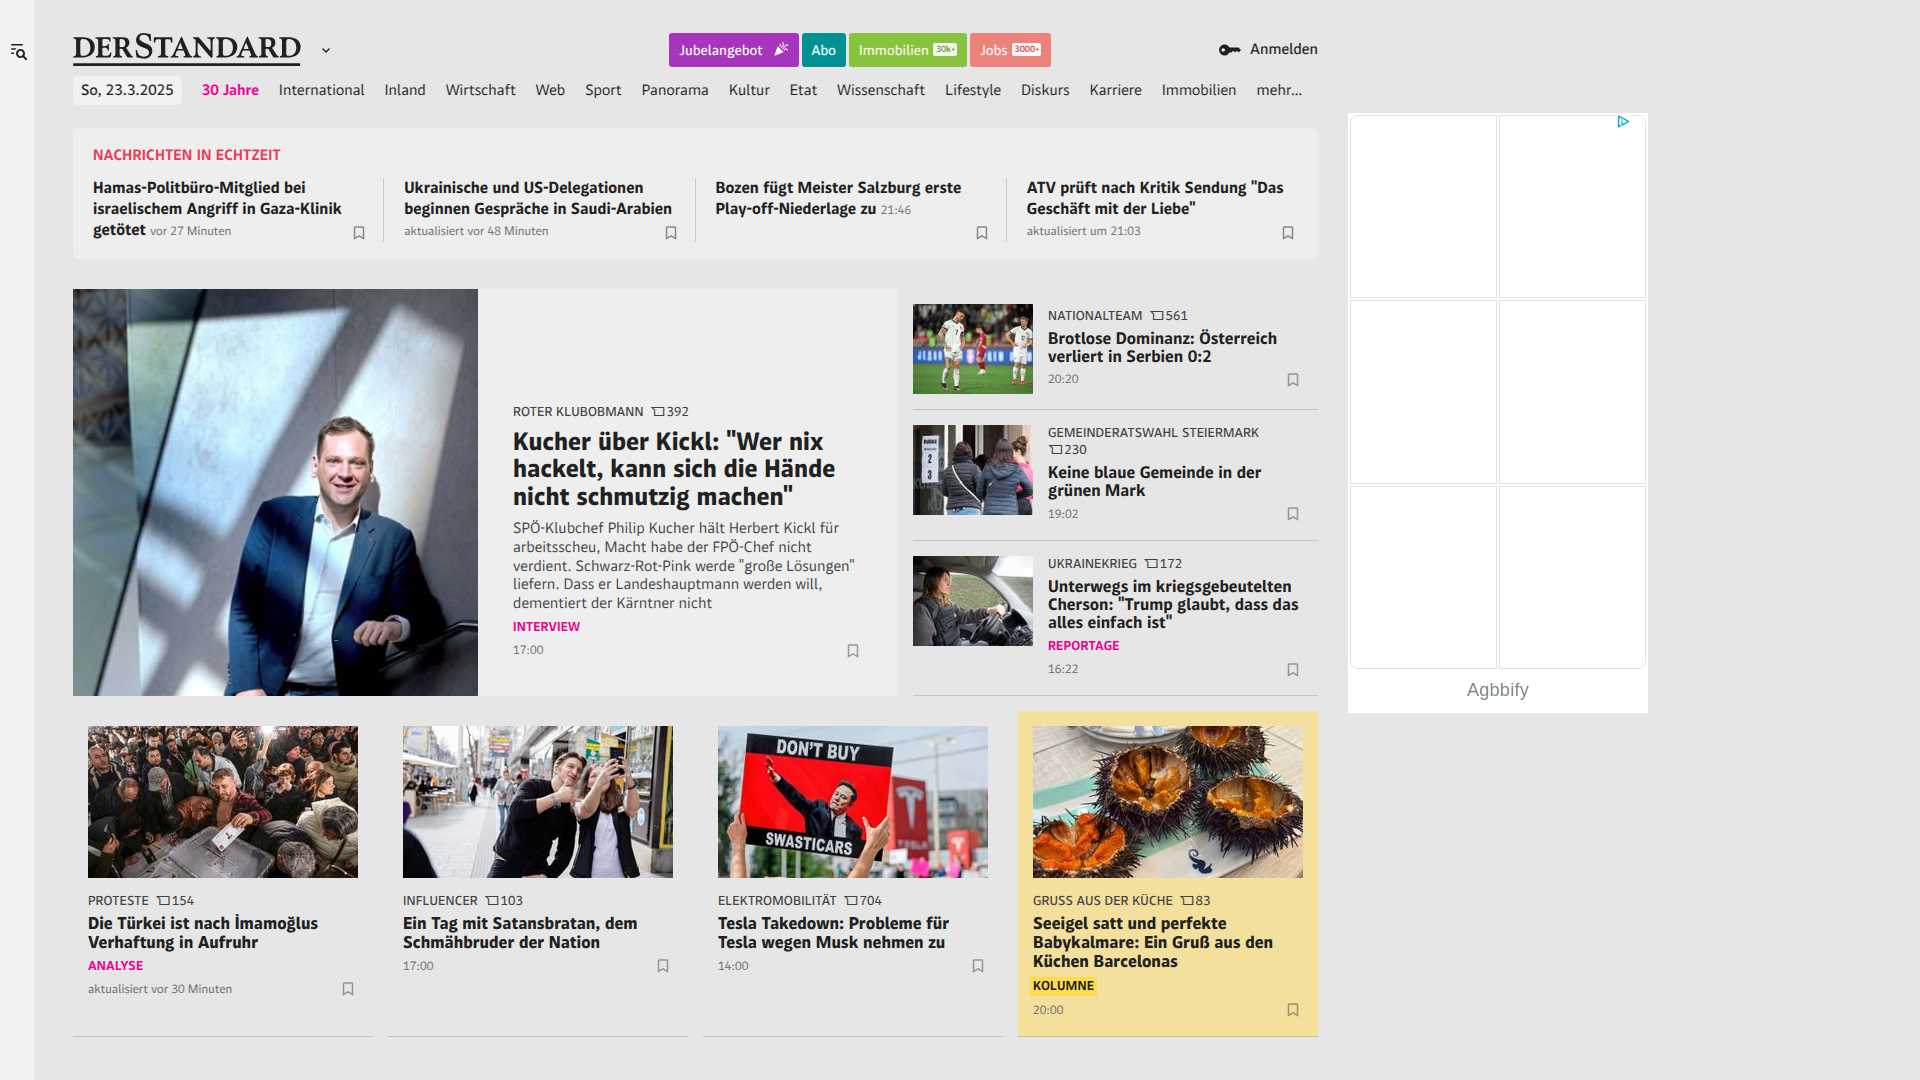 DERSTANDARD
Jubelangebot
Abo
Immobilien 30k+
Jobs 3000+
Anmelden
So, 23.3.2025
30 Jahre
International
Inland
Wirtschaft
Web
Sport
Panorama
Kultur
Etat
Wissenschaft
Lifestyle
Diskurs
Karriere
Immobilien
mehr...
NACHRICHTEN IN ECHTZEIT
Hamas-Politbüro-Mitglied bei
israelischem Angriff in Gaza-Klinik
getötet vor 27 Minuten
Ukrainische und US-Delegationen
beginnen Gespräche in Saudi-Arabien
aktualisiert vor 48 Minuten
Bozen fügt Meister Salzburg erste
Play-off-Niederlage zu 21:46
ATV prüft nach Kritik Sendung "Das
Geschäft mit der Liebe"
aktualisiert um 21:03
ROTER KLUBOBMANN 392
Kucher über Kickl: "Wer nix
hackelt, kann sich die Hände
nicht schmutzig machen"
SPÖ-Klubchef Philip Kucher hält Herbert Kickl für
arbeitsscheu, Macht habe der FPÖ-Chef nicht
verdient. Schwarz-Rot-Pink werde "große Lösungen"
liefern. Dass er Landeshauptmann werden will,
dementiert der Kärntner nicht
INTERVIEW
17:00
NATIONALTEAM 561
Brotlose Dominanz: Österreich
verliert in Serbien 0:2
20:20
2
3
GEMEINDERATSWAHL STEIERMARK
230
Keine blaue Gemeinde in der
grünen Mark
19:02
UKRAINEKRIEG 172
Unterwegs im kriegsgebeutelten
Cherson: "Trump glaubt, dass das
alles einfach ist"
REPORTAGE
16:22
Agbbify
PROTESTE 154
Die Türkei ist nach İmamoğlus
Verhaftung in Aufruhr
ANALYSE
aktualisiert vor 30 Minuten
INFLUENCER 103
Ein Tag mit Satansbratan, dem
Schmähbruder der Nation
17:00
DON'T BUY
SWASTICARS
TESLA
ELEKTROMOBILITÄT 704
Tesla Takedown: Probleme für
Tesla wegen Musk nehmen zu
14:00
GRUSS AUS DER KÜCHE 83
Seeigel satt und perfekte
Babykalmare: Ein Gruß aus den
Küchen Barcelonas
KOLUMNE
20:00